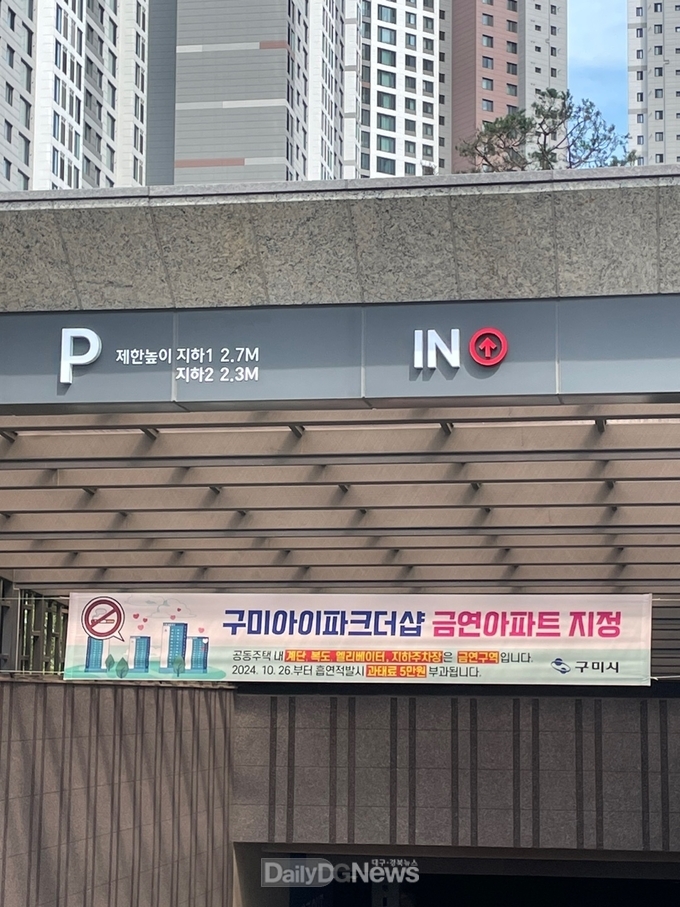 P 제한높이 지하1 2.7M
지하2 2.3M
IN
구미아이파크더샵 금연아파트 지정
공동주택 내 계단, 복도, 엘리베이터, 지하주차장은 금연구역입니다.
2024. 10. 26.부터 흡연적발시 과태료 5만원 부과됩니다.
구미시
대구·경북뉴스
DailyDGNews